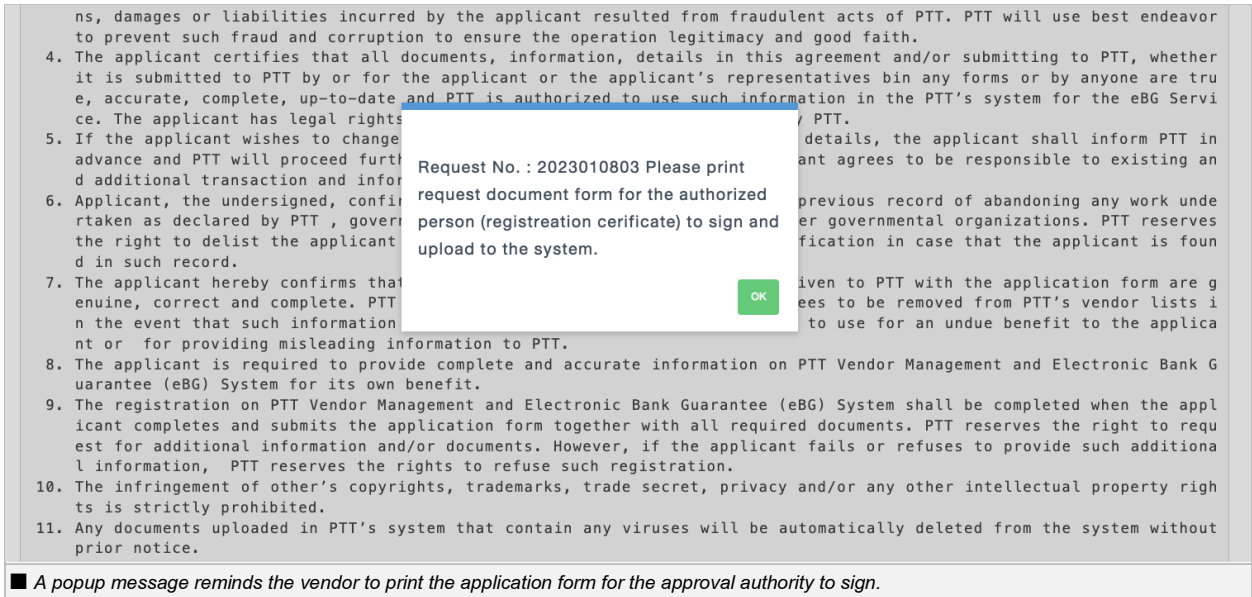 ns, damages or liabilities incurred by the applicant resulted from fraudulent acts of PTT. PTT will use best endeavor
to prevent such fraud and corruption to ensure the operation legitimacy and good faith.
4. The applicant certifies that all documents, information, details in this agreement and/or submitting to PTT, whether
it is submitted to PTT by or for the applicant or the applicant's representatives bin any forms or by anyone are tru
e, accurate, complete, up-to-date and PTT is authorized to use such information in the PTT's system for the eBG Servi
ce. The applicant has legal rights PTT.
5. If the applicant wishes to change details, the applicant shall inform PTT in
advance and PTT will proceed furth ant agrees to be responsible to existing an
d additional transaction and infor
6. Applicant, the undersigned, confir previous record of abandoning any work unde
rtaken as declared by PTT , govern er governmental organizations. PTT reserves
the right to delist the applicant fication in case that the applicant is foun
d in such record.
7. The applicant hereby confirms that iven to PTT with the application form are g
enuine, correct and complete. PTT ees to be removed from PTT's vendor lists i
n the event that such information to use for an undue benefit to the applica
nt or  for providing misleading information to PTT.
8. The applicant is required to provide complete and accurate information on PTT Vendor Management and Electronic Bank G
uarantee (eBG) System for its own benefit.
9. The registration on PTT Vendor Management and Electronic Bank Guarantee (eBG) System shall be completed when the appl
icant completes and submits the application form together with all required documents. PTT reserves the right to requ
est for additional information and/or documents. However, if the applicant fails or refuses to provide such additiona
l information,  PTT reserves the rights to refuse such registration.
10. The infringement of other's copyrights, trademarks, trade secret, privacy and/or any other intellectual property righ
ts is strictly prohibited.
11. Any documents uploaded in PTT's system that contain any viruses will be automatically deleted from the system without
prior notice.
Request No. : 2023010803 Please print
request document form for the authorized
person (registreation cerificate) to sign and
upload to the system.
OK
A popup message reminds the vendor to print the application form for the approval authority to sign.